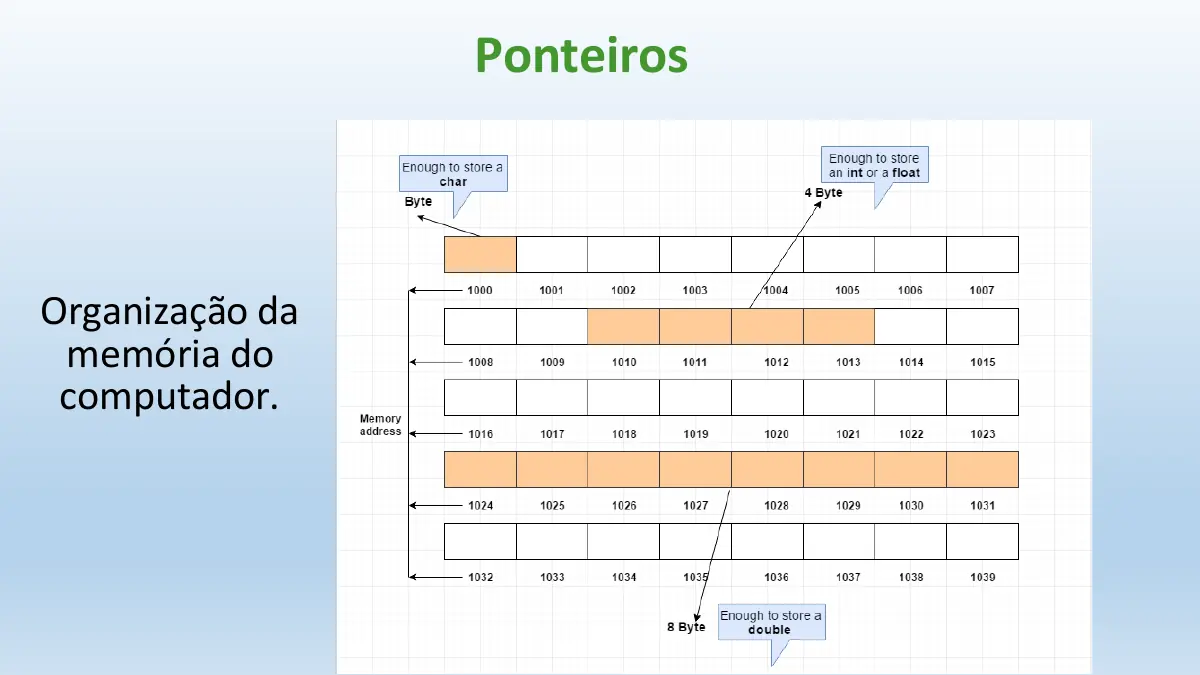 Ponteiros
Enough to store a
char
Enough to store
an int or a float
Byte
4 Byte
1000 1001 1002 1003 1004 1005 1006 1007
Organização da
memória do
computador.
1008 1009 1010 1011 1012 1013 1014 1015
Memory
address
1016 1017 1018 1019 1020 1021 1022 1023
1024 1025 1026 1027 1028 1029 1030 1031
1032 1033 1034 1035 1036 1037 1038 1039
8 Byte
Enough to store a
double